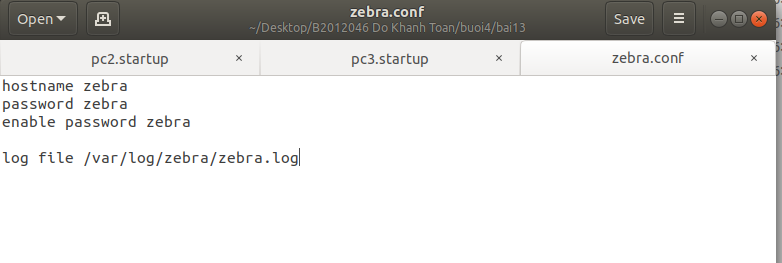 Open
zebra.conf
~/Desktop/B2012046 Do Khanh Toan/buoi4/bai13
Save
pc2.startup
pc3.startup
zebra.conf
hostname zebra
password zebra
enable password zebra
log file /var/log/zebra/zebra.log